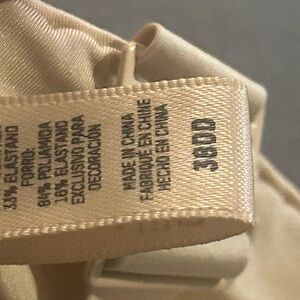 33% ELASTANO
FORRO:
84% POLIAMIDA
16% ELASTANO
EXCLUSIVO PARA
DECORACIÓN
MADE IN CHINA
FABRIQUÉ EN CHINE
HECHO EN CHINA
38DD